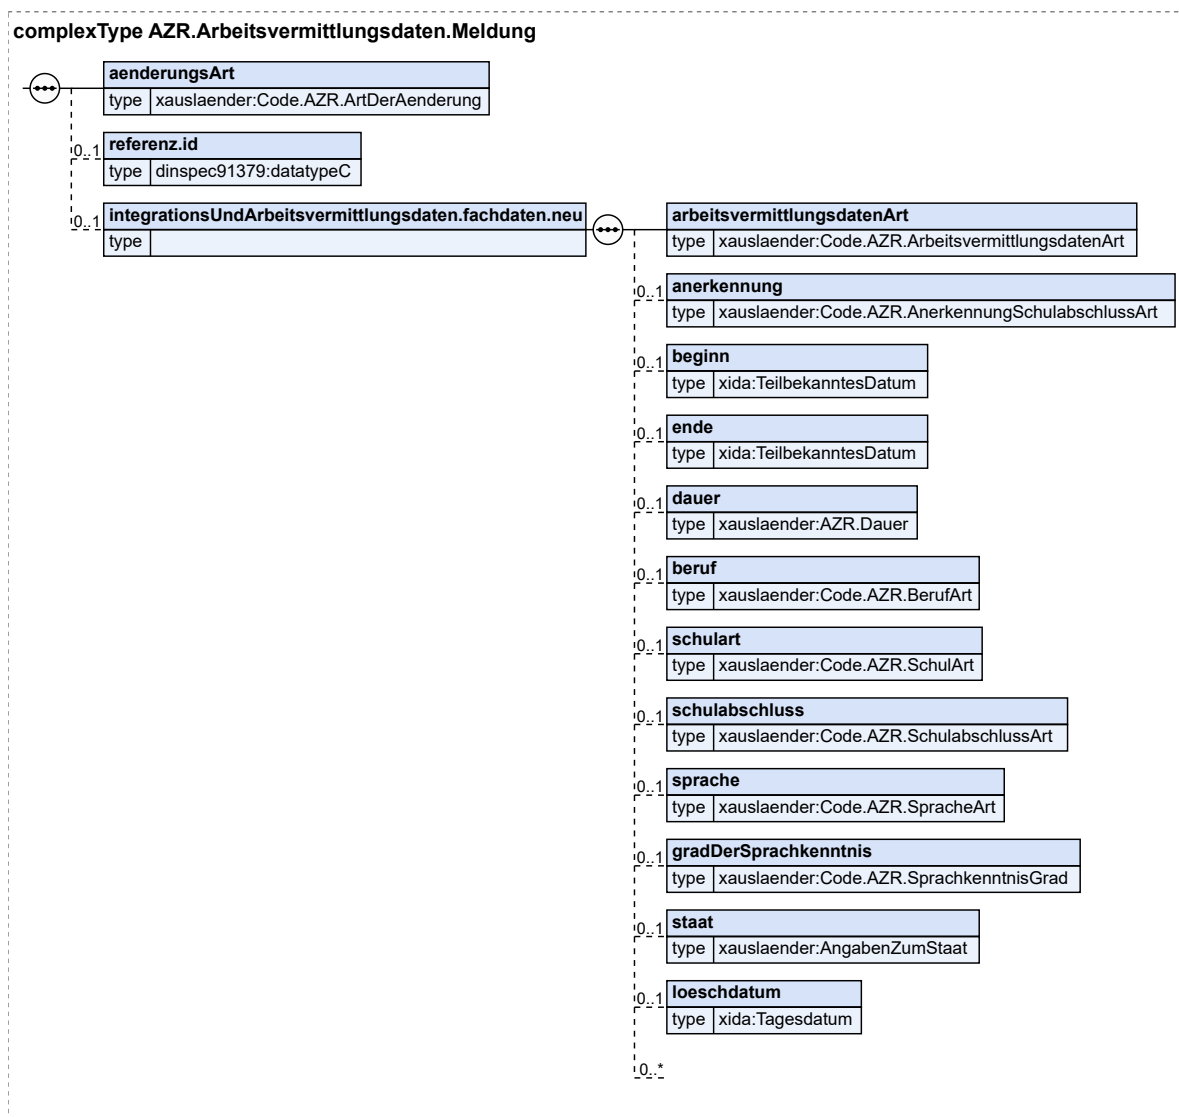 complexType AZR.Arbeitsvermittlungsdaten.Meldung
aenderungsArt
type xauslaender:Code.AZR.ArtDerAenderung
0..1 referenz.id
type dinspec91379:datatypeC
0..1 integrationsUndArbeitsvermittlungsdaten.fachdaten.neu
type
arbeitsvermittlungsdatenArt
type xauslaender:Code.AZR.ArbeitsvermittlungsdatenArt
0..1 anerkennung
type xauslaender:Code.AZR.AnerkennungSchulabschlussArt
0..1 beginn
type xida:TeilbekanntesDatum
0..1 ende
type xida:TeilbekanntesDatum
0..1 dauer
type xauslaender:AZR.Dauer
0..1 beruf
type xauslaender:Code.AZR.BerufArt
0..1 schulart
type xauslaender:Code.AZR.SchulArt
0..1 schulabschluss
type xauslaender:Code.AZR.SchulabschlussArt
0..1 sprache
type xauslaender:Code.AZR.SpracheArt
0..1 gradDerSprachkenntnis
type xauslaender:Code.AZR.SprachkenntnisGrad
0..1 staat
type xauslaender:AngabenZumStaat
0..1 loeschdatum
type xida:Tagesdatum
0..*